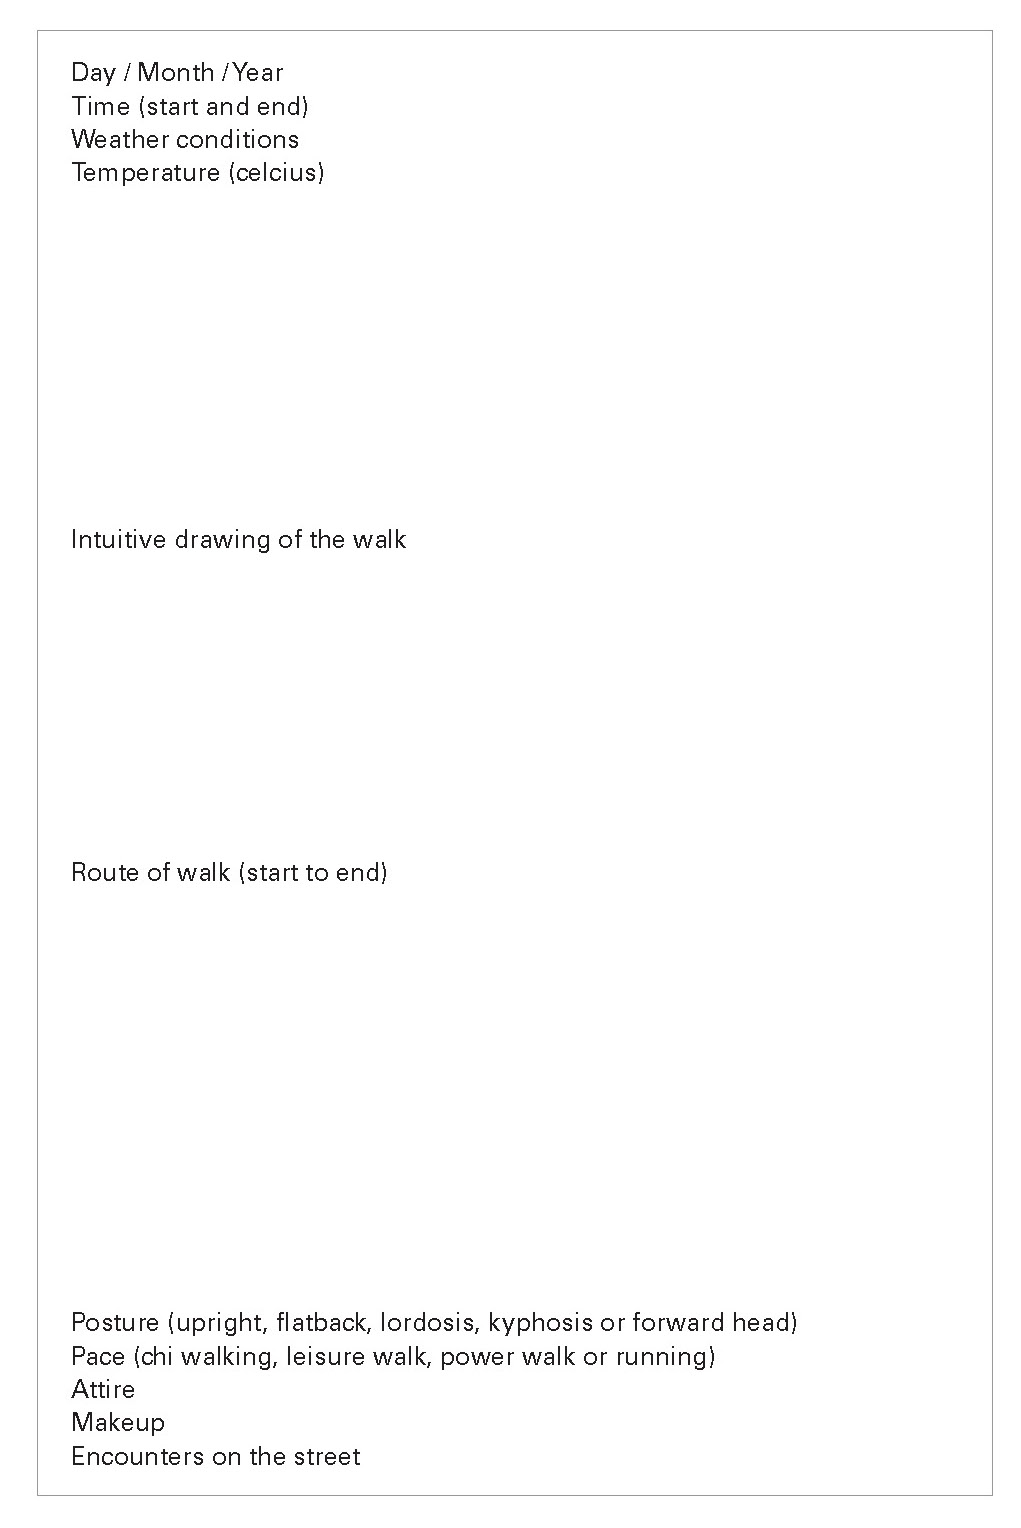 Day / Month / Year
Time (start and end)
Weather conditions
Temperature (celcius)
Intuitive drawing of the walk
Route of walk (start to end)
Posture (upright, flatback, lordosis, kyphosis or forward head)
Pace (chi walking, leisure walk, power walk or running)
Attire
Makeup
Encounters on the street